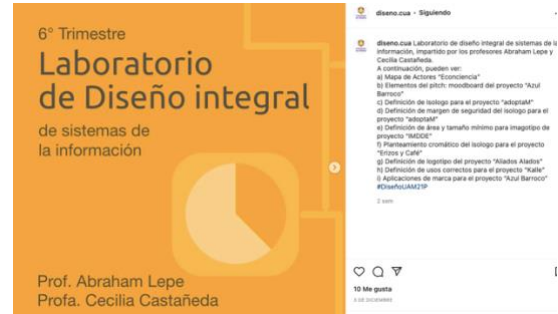 6° Trimestre
Laboratorio
de Diseño integral
de sistemas de
la información
Prof. Abraham Lepe
Profa. Cecilia Castañeda
diseno.cua • Siguiendo
diseno.cua Laboratorio de diseño integral de sistemas de la
información, impartido por los profesores Abraham Lepe y
Cecilia Castañeda.
A continuación, pueden ver:
a) Mapa de Actores "Econciencia"
b) Elementos del pitch: moodboard del proyecto "Azul
Barroco"
c) Definición de isologo para el proyecto "adoptaM"
d) Definición de margen de seguridad del isologo para el
proyecto "adoptaM"
e) Definición de área y tamaño mínimo para imagotipo de
proyecto "IMDDE"
f) Planteamiento cromático del isologo para el proyecto
"Erizos y Café"
g) Definición de logotipo del proyecto "Aliados Alados"
h) Definición de usos correctos para el proyecto "Kalle"
i) Aplicaciones de marca para el proyecto "Azul Barroco"
#DiseñoUAM21P
2 sem
10 Me gusta
3 DE DICIEMBRE